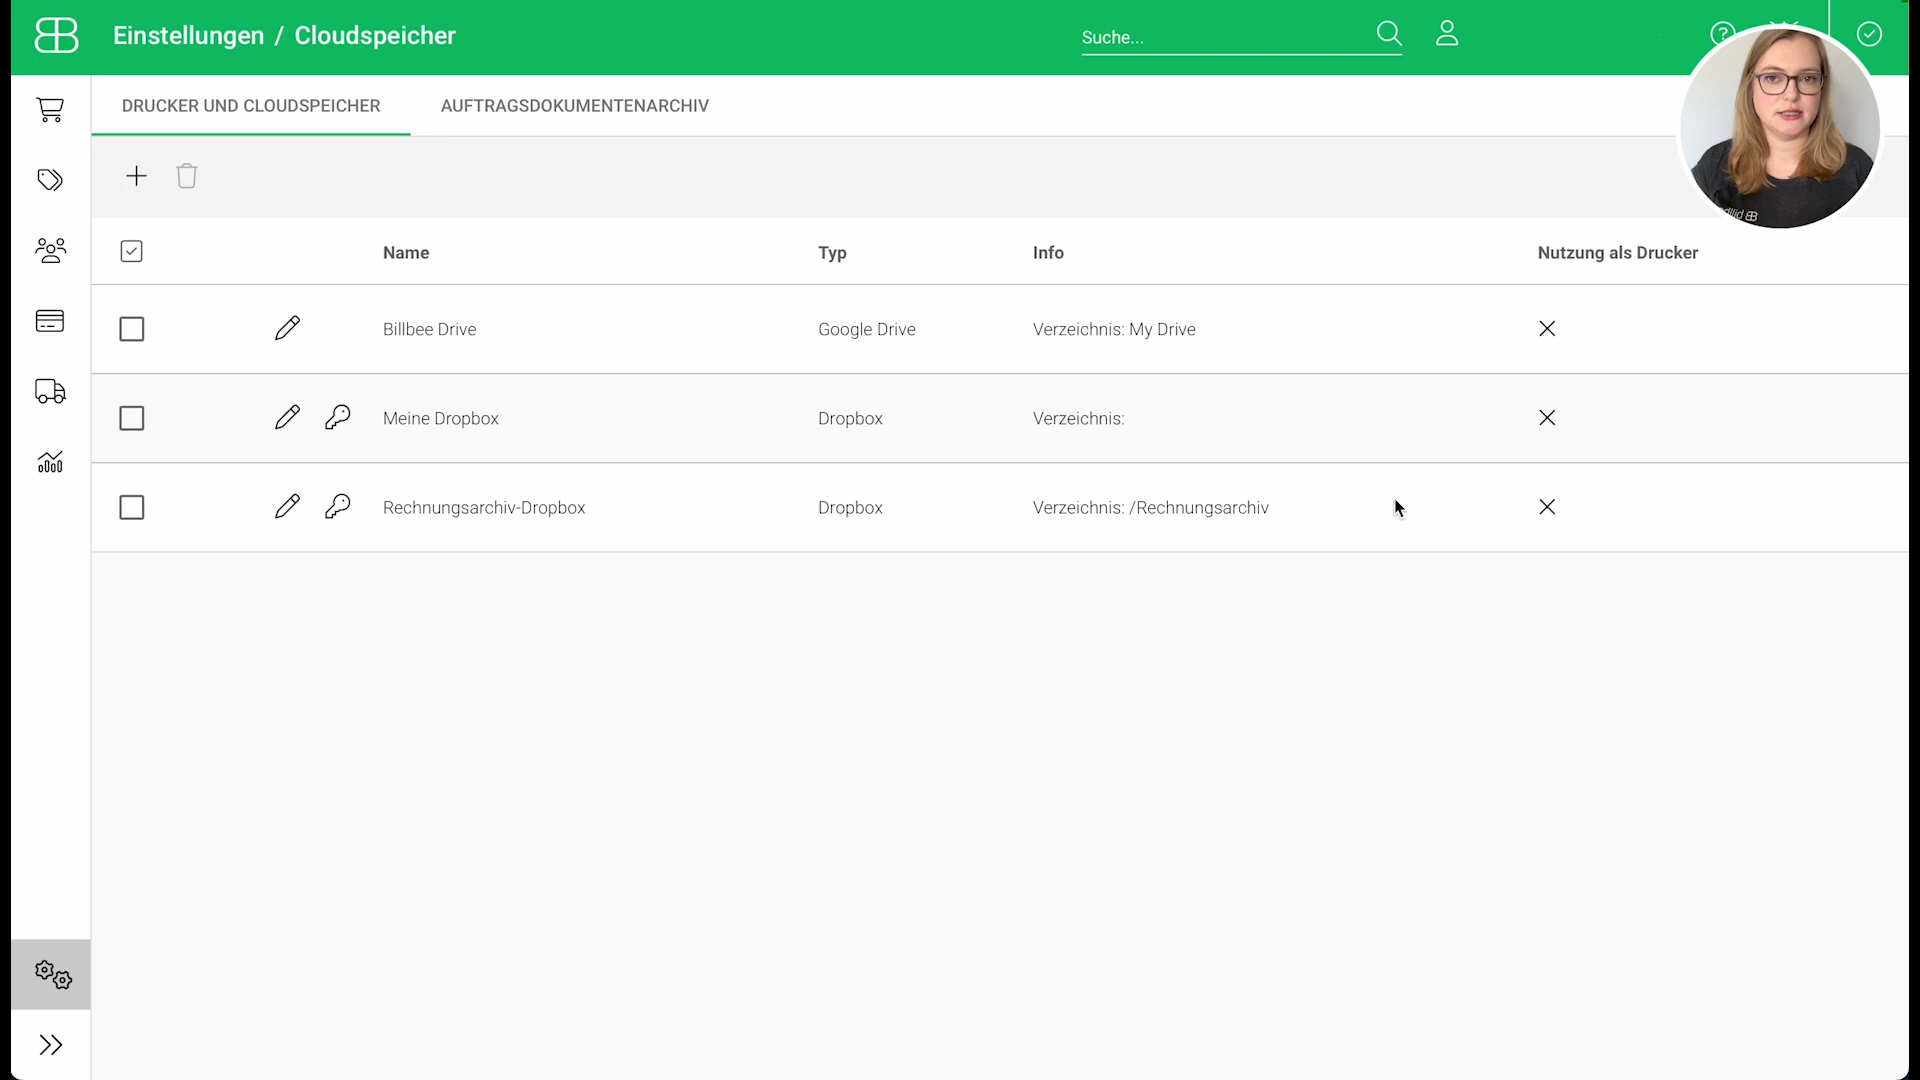 Einstellungen / Cloudspeicher
Suche...
?
DRUCKER UND CLOUDSPEICHER
AUFTRAGSDOKUMENTENARCHIV
Name
Typ
Info
Nutzung als Drucker
Billbee Drive
Google Drive
Verzeichnis: My Drive
Meine Dropbox
Dropbox
Verzeichnis:
Rechnungsarchiv-Dropbox
Dropbox
Verzeichnis: /Rechnungsarchiv